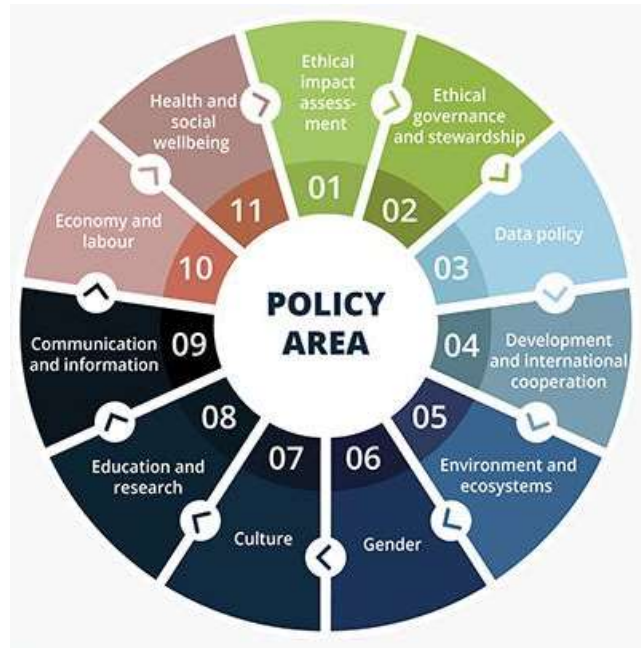 POLICY
AREA
Ethical
impact
assess-
ment
01
Ethical
governance
and stewardship
02
Data policy
03
Development
and international
cooperation
04
Environment and
ecosystems
05
Gender
06
Culture
07
Education and
research
08
Communication
and information
09
Economy and
labour
10
Health and
social
wellbeing
11